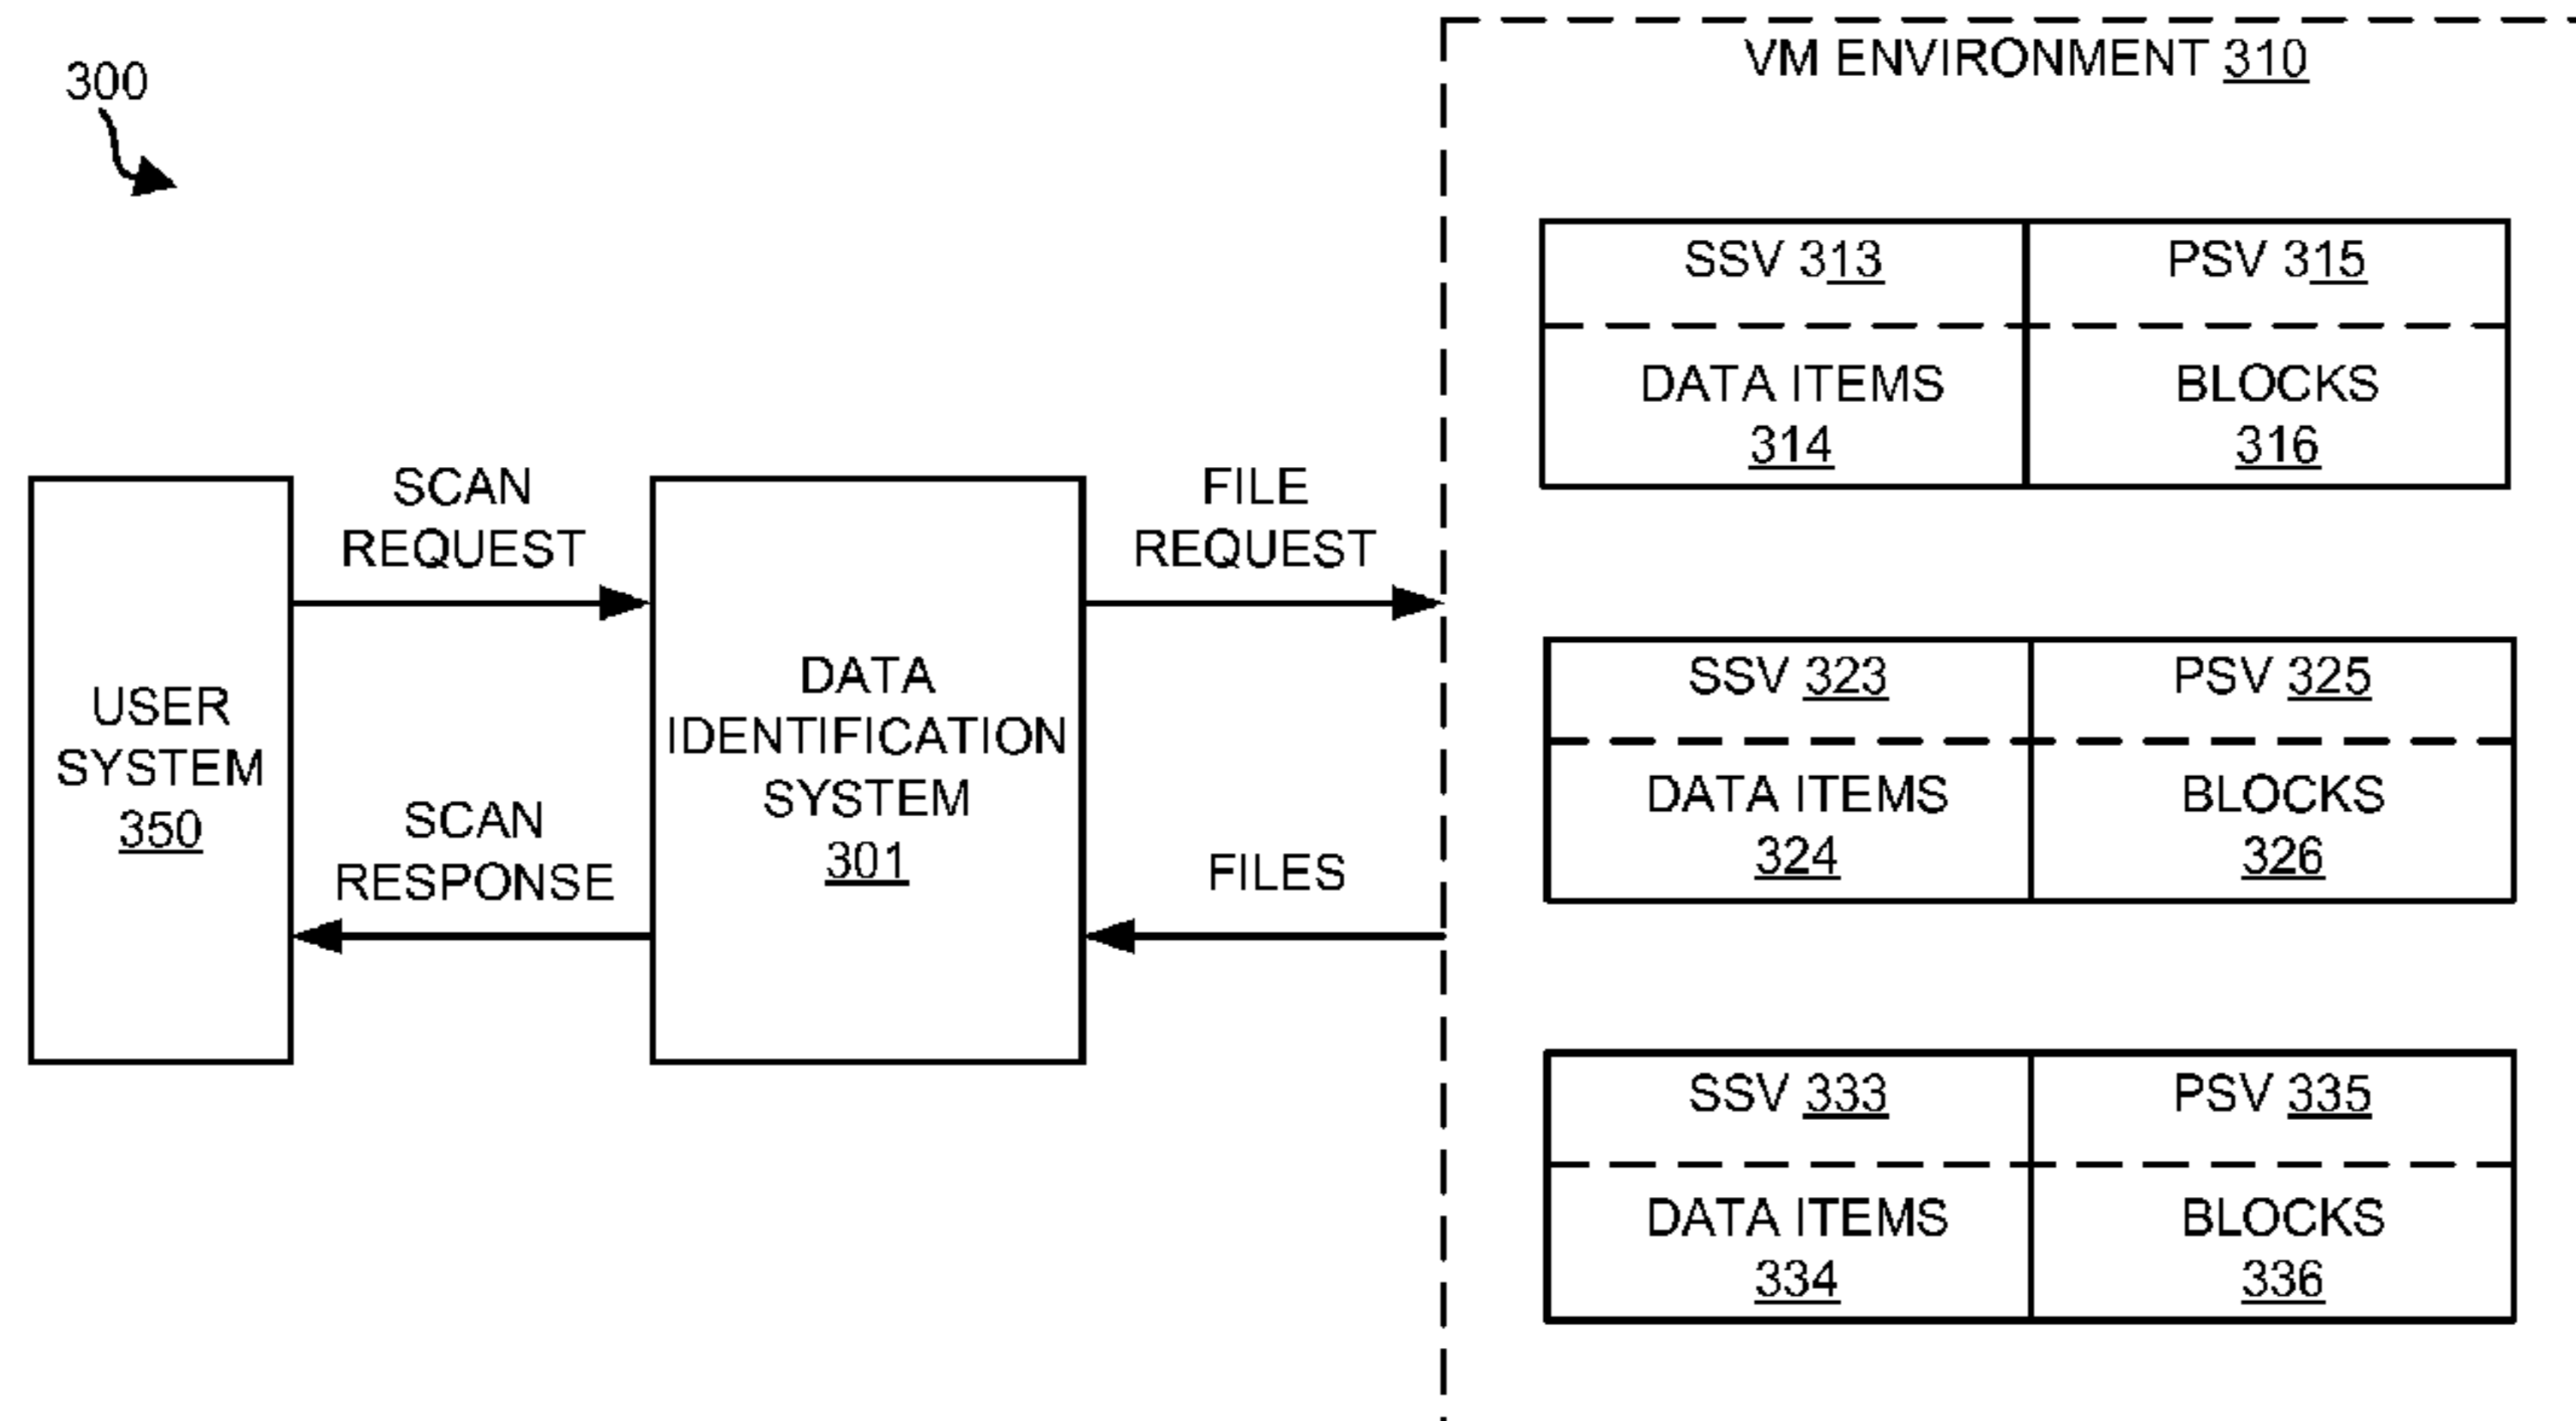 300
VM ENVIRONMENT 310
SSV 313
PSV 315
DATA ITEMS
314
BLOCKS
316
SCAN
REQUEST
FILE
REQUEST
USER
SYSTEM
350
DATA
IDENTIFICATION
SYSTEM
301
SCAN
RESPONSE
FILES
SSV 323
PSV 325
DATA ITEMS
324
BLOCKS
326
SSV 333
PSV 335
DATA ITEMS
334
BLOCKS
336